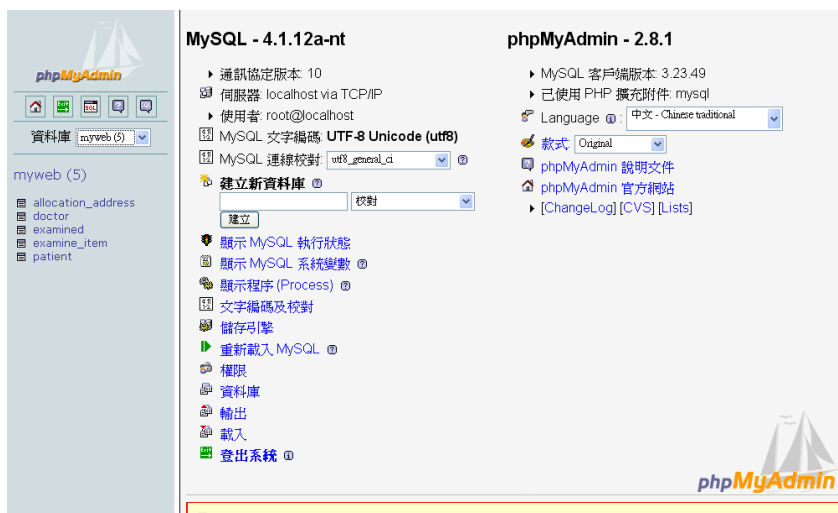 phpMyAdmin
資料庫 myweb (5)
myweb (5)
allocation_address
doctor
examined
examine_item
patient
MySQL - 4.1.12a-nt
通訊協定版本: 10
伺服器: localhost via TCP/IP
使用者: root@localhost
MySQL 文字編碼: UTF-8 Unicode (utf8)
MySQL 連線校對: utf8_general_ci
建立新資料庫
校對
建立
顯示 MySQL 執行狀態
顯示 MySQL 系統變數
顯示程序 (Process)
文字編碼及校對
儲存引擎
重新載入 MySQL
權限
資料庫
輸出
載入
登出系統
phpMyAdmin - 2.8.1
MySQL 客戶端版本: 3.23.49
已使用 PHP 擴充附件: mysql
Language : 中文 - Chinese traditional
款式: Original
phpMyAdmin 說明文件
phpMyAdmin 官方網站
[ChangeLog] [CVS] [Lists]
phpMyAdmin